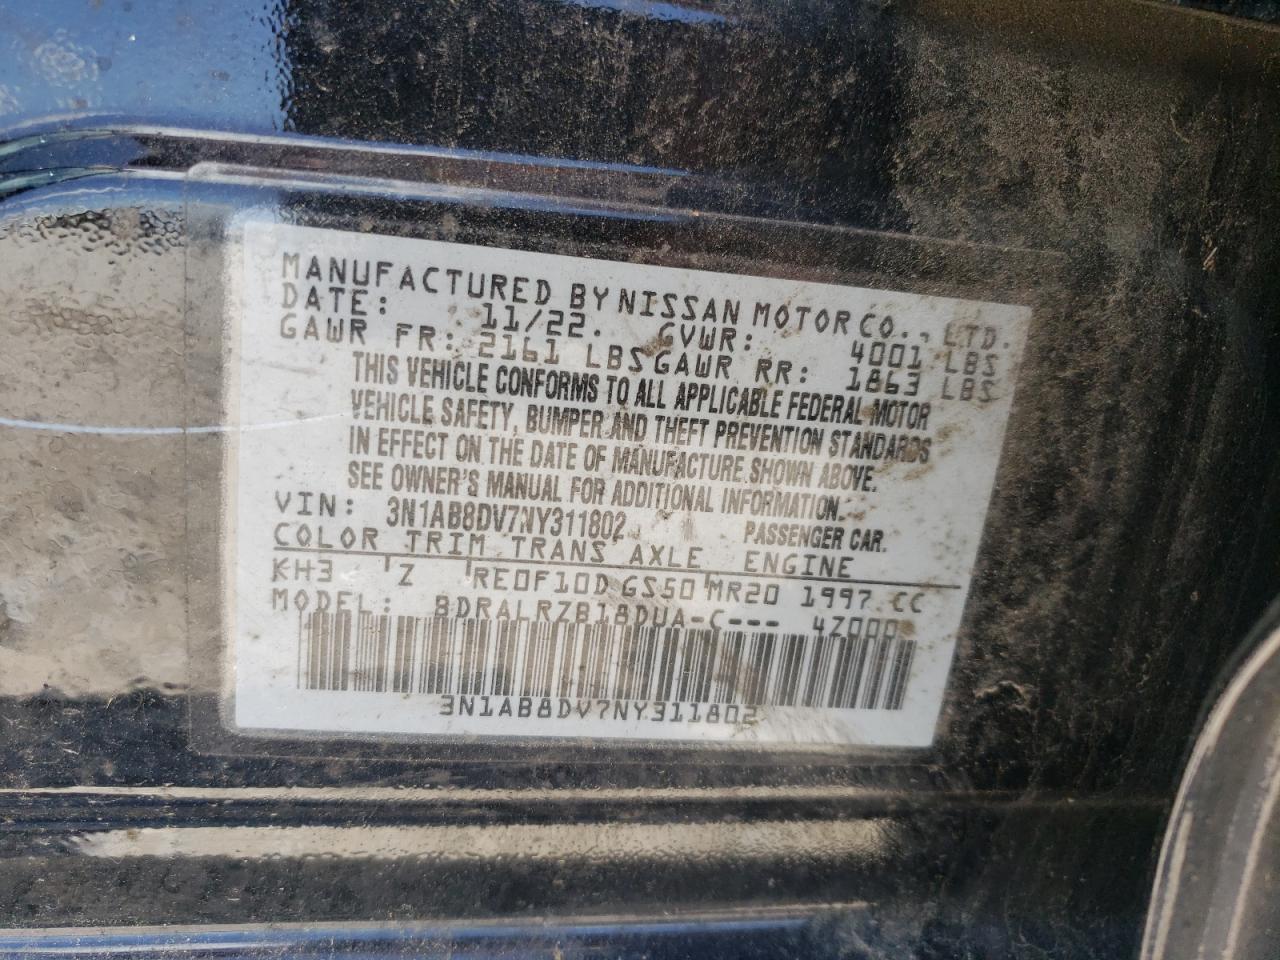 MANUFACTURED BY NISSAN MOTOR CO., LTD.
DATE: 11/22. GVWR: 4001 LBS
GAWR FR: 2161 LBS GAWR RR: 1863 LBS
THIS VEHICLE CONFORMS TO ALL APPLICABLE FEDERAL MOTOR
VEHICLE SAFETY, BUMPER AND THEFT PREVENTION STANDARDS
IN EFFECT ON THE DATE OF MANUFACTURE SHOWN ABOVE.
SEE OWNER'S MANUAL FOR ADDITIONAL INFORMATION.
VIN: 3N1AB8DV7NY311802 PASSENGER CAR.
COLOR TRIM TRANS AXLE ENGINE
KH3 Z RE0F10D GS50 MR20 1997 CC
MODEL: BDRALRZB18DUA-C--- 4Z000
3N1AB8DV7NY311802